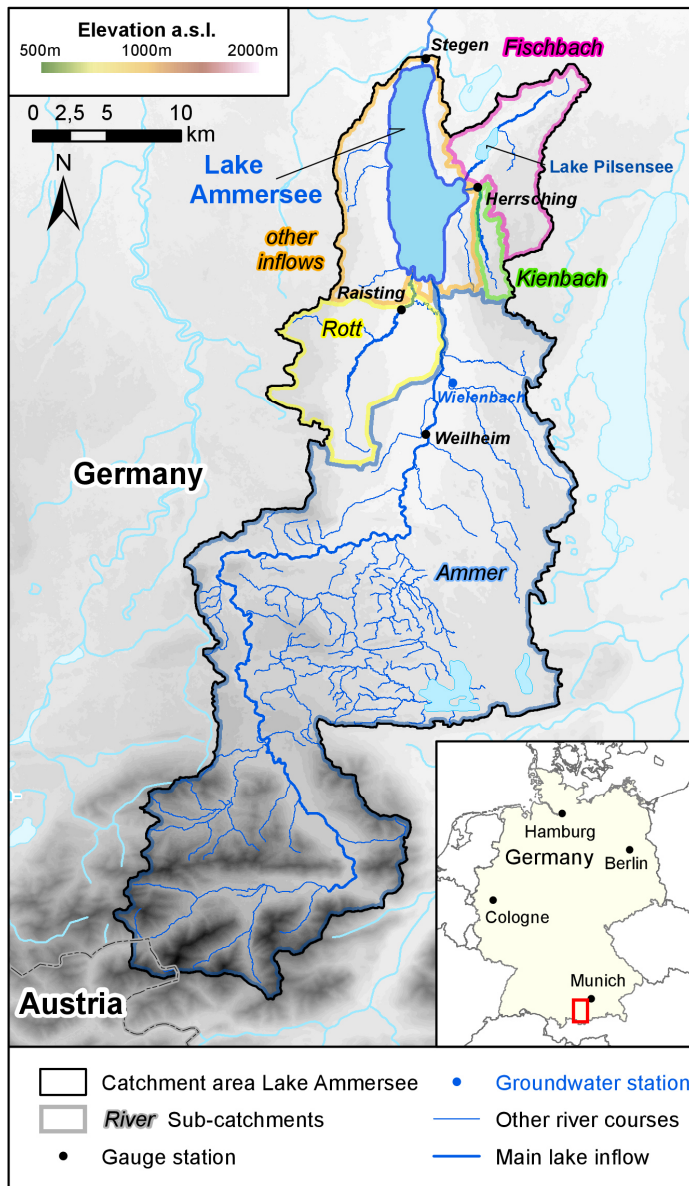 Elevation a.s.l.
500m 1000m 2000m
0 2,5 5 10
km
N
Stegen
Fischbach
Lake
Ammersee
Lake Pilsensee
Herrsching
other
inflows
Kienbach
Raisting
Rott
Wielenbach
Weilheim
Germany
Ammer
Austria
Hamburg
Germany
Berlin
Cologne
Munich
Catchment area Lake Ammersee
River Sub-catchments
Gauge station
Groundwater station
Other river courses
Main lake inflow